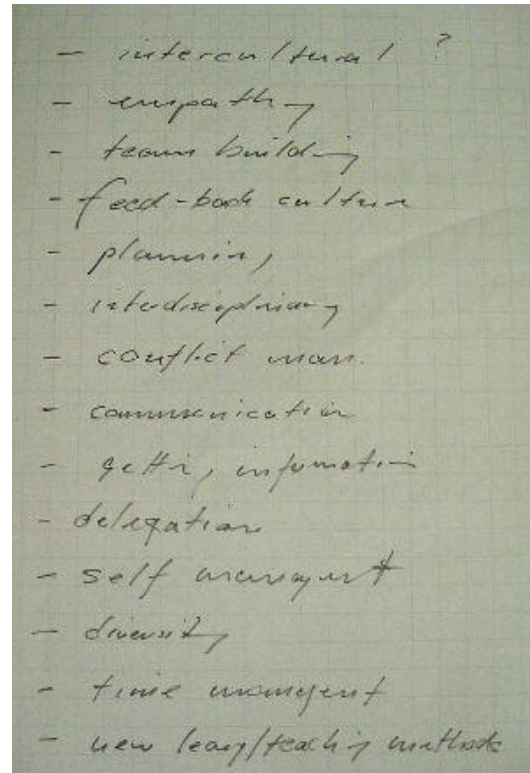 - intercultural ?
- empathy
- team building
- feed-back culture
- planning
- interdisciplinary
- conflict man.
- communication
- getting information
- delegation
- self management
- diversity
- time management
- new learn/teaching methods